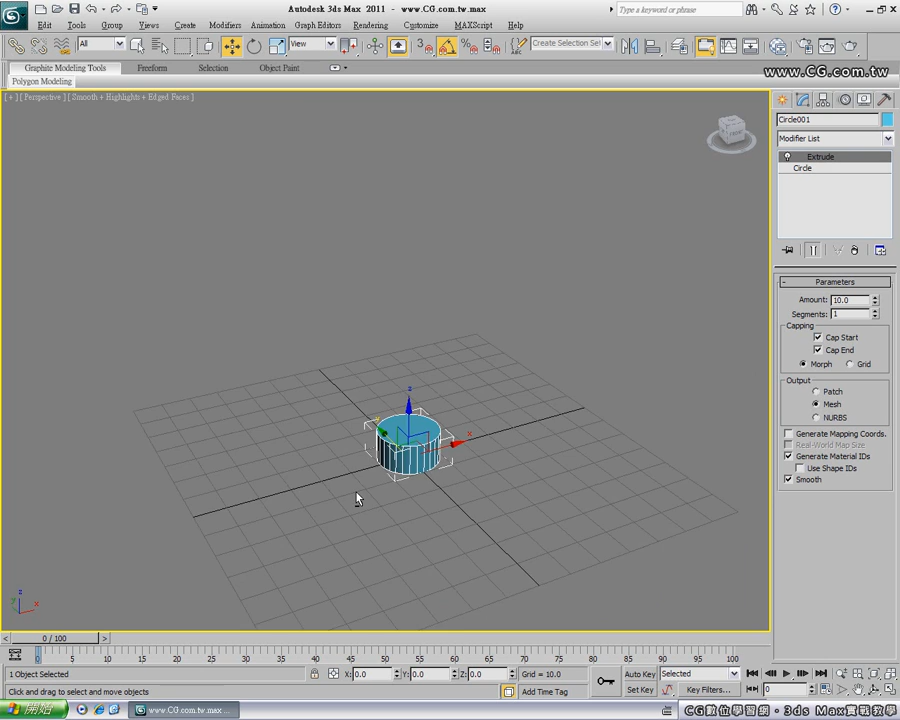 Autodesk 3ds Max 2011 - www.CG.com.tw.max
Type a keyword or phrase
Edit Tools Group Views Create Modifiers Animation Graph Editors Rendering Customize MAXScript Help
All
View
3
Create Selection Set
Graphite Modeling Tools Freeform Selection Object Paint
www.CG.com.tw
Polygon Modeling
[ + ] [ Perspective ] [ Smooth + Highlights + Edged Faces ]
Circle001
Modifier List
Extrude
Circle
- Parameters
Amount: 10.0
Segments: 1
Capping
Cap Start
Cap End
Morph Grid
Output
Patch
Mesh
NURBS
Generate Mapping Coords.
Real-World Map Size
Generate Material IDs
Use Shape IDs
Smooth
z
x
z
x
< 0 / 100 >
0 5 10 15 20 25 30 35 40 45 50 55 60 65 70 75 80 85 90 95 100
1 Object Selected
X: 0.0 Y: 0.0 Z: 0.0
Grid = 10.0
Auto Key Selected
Click and drag to select and move objects
Add Time Tag
Set Key Key Filters...
0
開始
www.CG.com.tw.max ...
CG數位學習網·3ds Max實戰教學